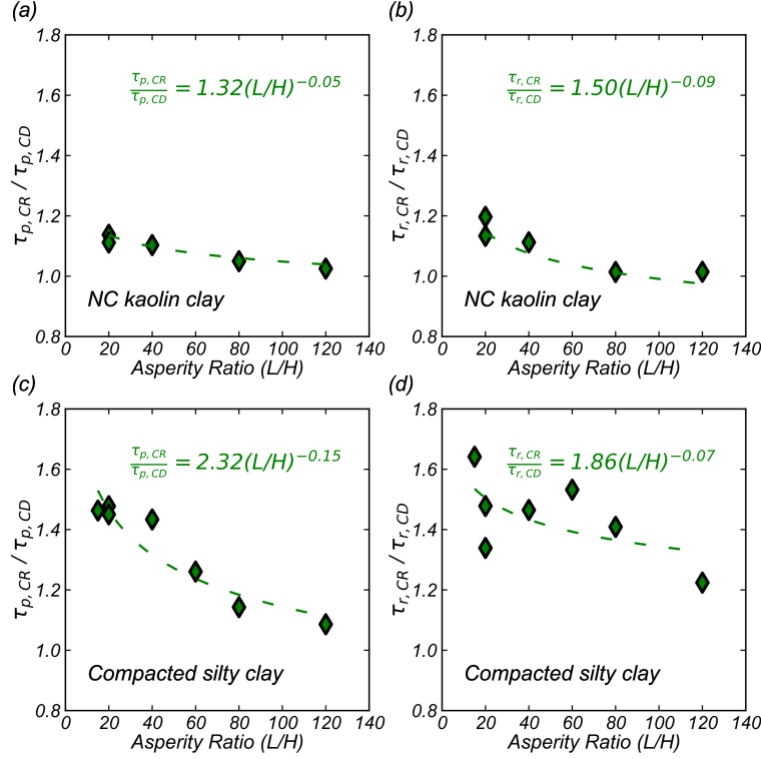 (a)
1.8
1.6
1.4
1.2
1.0
0.8
τp, CR / τp, CD
τp, CR / τp, CD = 1.32(L/H)^−0.05
NC kaolin clay
0 20 40 60 80 100 120 140
Asperity Ratio (L/H)
(b)
1.8
1.6
1.4
1.2
1.0
0.8
τr, CR / τr, CD
τr, CR / τr, CD = 1.50(L/H)^−0.09
NC kaolin clay
0 20 40 60 80 100 120 140
Asperity Ratio (L/H)
(c)
1.8
1.6
1.4
1.2
1.0
0.8
τp, CR / τp, CD
τp, CR / τp, CD = 2.32(L/H)^−0.15
Compacted silty clay
0 20 40 60 80 100 120 140
Asperity Ratio (L/H)
(d)
1.8
1.6
1.4
1.2
1.0
0.8
τr, CR / τr, CD
τr, CR / τr, CD = 1.86(L/H)^−0.07
Compacted silty clay
0 20 40 60 80 100 120 140
Asperity Ratio (L/H)